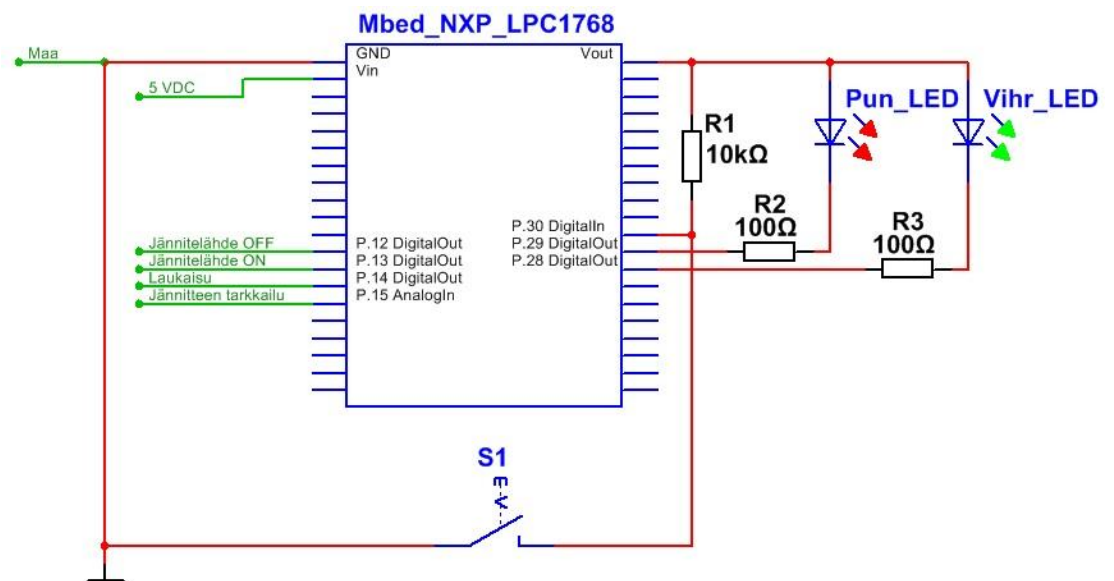 Mbed_NXP_LPC1768
Maa
GND
Vout
Vin
5 VDC
Pun_LED
Vihr_LED
R1
10kΩ
R2
100Ω
R3
100Ω
P.30 DigitalIn
P.29 DigitalOut
P.28 DigitalOut
Jännitelähde OFF
P.12 DigitalOut
Jännitelähde ON
P.13 DigitalOut
Laukaisu
P.14 DigitalOut
Jännitteen tarkkailu
P.15 AnalogIn
S1